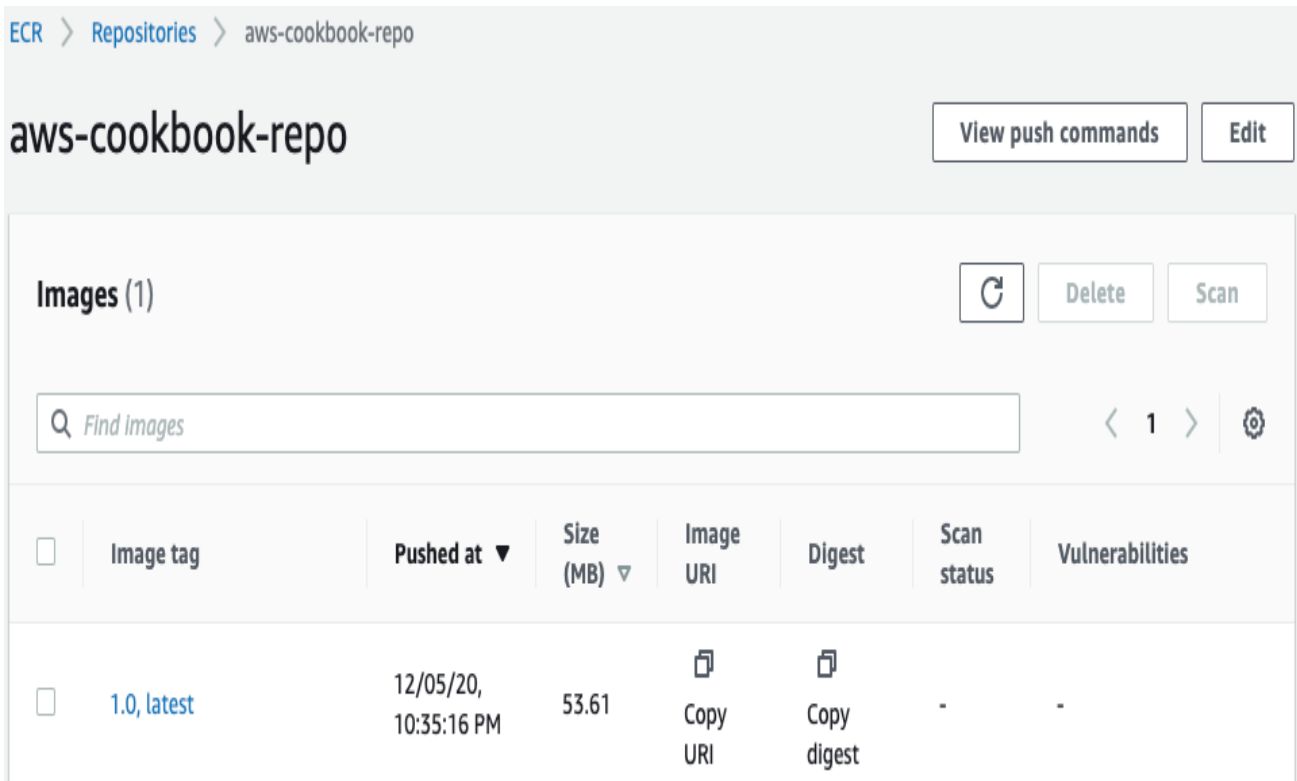 ECR > Repositories > aws-cookbook-repo
aws-cookbook-repo
View push commands
Edit
Images (1)
Delete
Scan
Find images
1
Image tag
Pushed at
Size (MB)
Image URI
Digest
Scan status
Vulnerabilities
1.0, latest
12/05/20, 10:35:16 PM
53.61
Copy URI
Copy digest
-
-